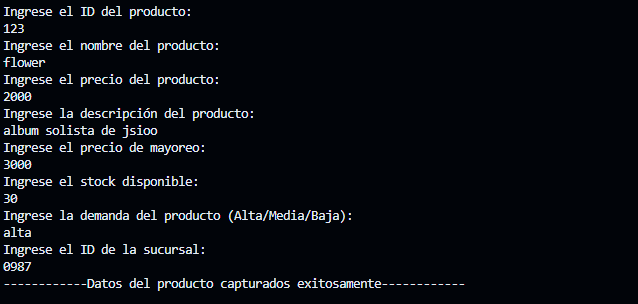 Ingrese el ID del producto:
123
Ingrese el nombre del producto:
flower
Ingrese el precio del producto:
2000
Ingrese la descripción del producto:
album solista de jsioo
Ingrese el precio de mayoreo:
3000
Ingrese el stock disponible:
30
Ingrese la demanda del producto (Alta/Media/Baja):
alta
Ingrese el ID de la sucursal:
0987
------------Datos del producto capturados exitosamente------------